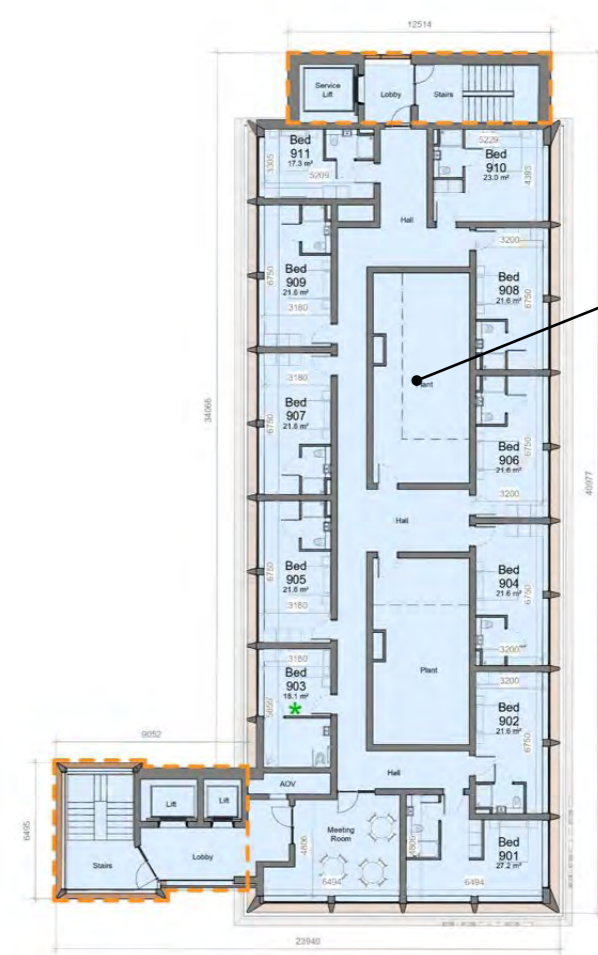 12514
Service
Lift
Lobby
Stairs
Bed
911
17.3 m²
3305
5209
5229
Bed
910
23.0 m²
4393
Hall
3200
Bed
909
21.6 m²
6750
3180
Bed
908
21.6 m²
6750
Plant
34066
3180
Bed
907
21.6 m²
6750
Bed
906
21.6 m²
6750
3200
40977
Hall
Bed
905
21.6 m²
6750
3180
Bed
904
21.6 m²
6750
3200
3180
Bed
903
18.1 m²
5650
*
Plant
3200
Bed
902
21.6 m²
6750
9052
Hall
AOV
Lift
Lift
6495
Stairs
Lobby
Meeting
Room
4806
6494
4806
Bed
901
27.2 m²
6494
23940